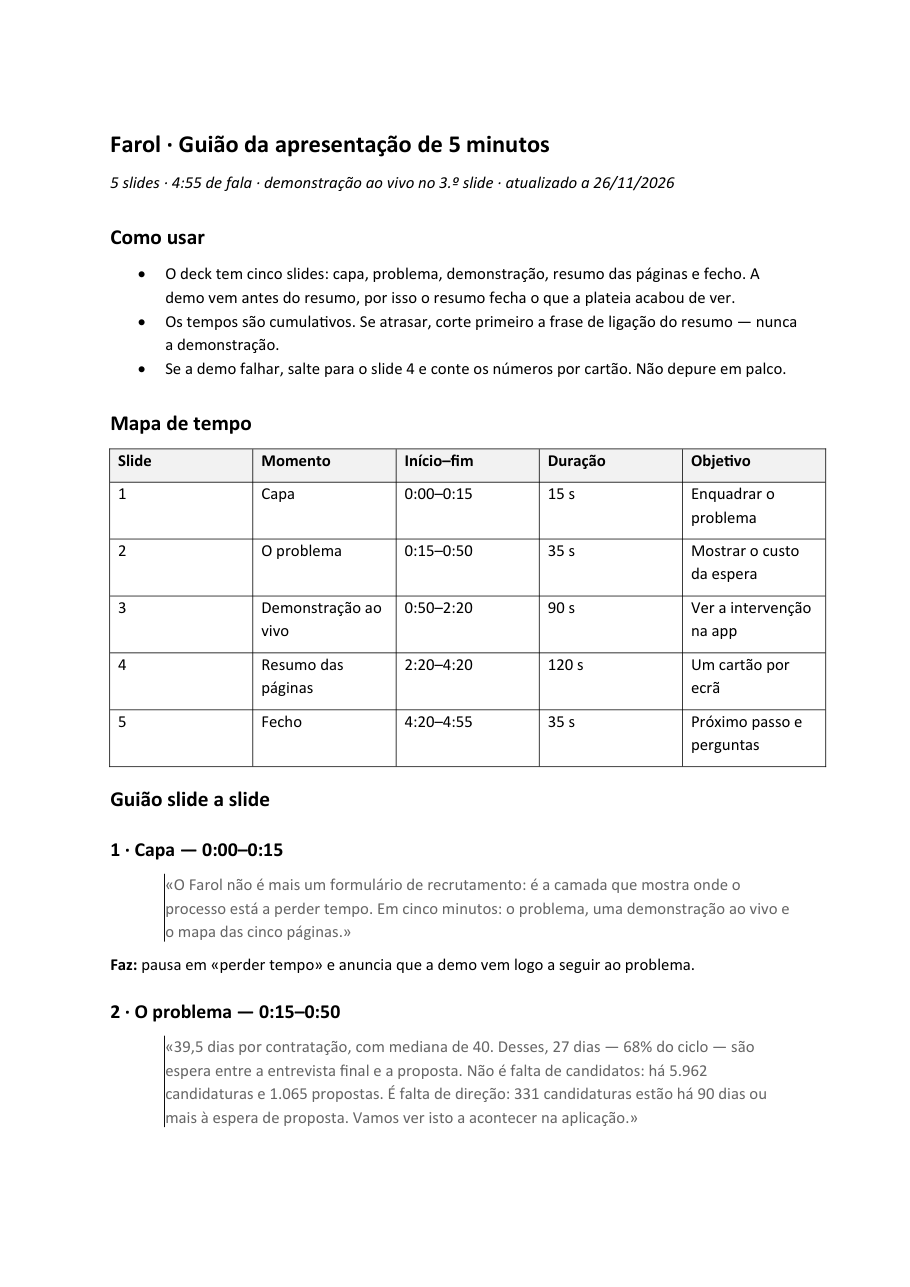 Farol · Guião da apresentação de 5 minutos
5 slides · 4:55 de fala · demonstração ao vivo no 3.º slide · atualizado a 26/11/2026
Como usar
• O deck tem cinco slides: capa, problema, demonstração, resumo das páginas e fecho. A
demo vem antes do resumo, por isso o resumo fecha o que a plateia acabou de ver.
• Os tempos são cumulativos. Se atrasar, corte primeiro a frase de ligação do resumo — nunca
a demonstração.
• Se a demo falhar, salte para o slide 4 e conte os números por cartão. Não depure em palco.
Mapa de tempo
Slide Momento Início–fim Duração Objetivo
1 Capa 0:00–0:15 15 s Enquadrar o
problema
2 O problema 0:15–0:50 35 s Mostrar o custo
da espera
3 Demonstração ao 0:50–2:20 90 s Ver a intervenção
vivo na app
4 Resumo das 2:20–4:20 120 s Um cartão por
páginas ecrã
5 Fecho 4:20–4:55 35 s Próximo passo e
perguntas
Guião slide a slide
1 · Capa — 0:00–0:15
«O Farol não é mais um formulário de recrutamento: é a camada que mostra onde o
processo está a perder tempo. Em cinco minutos: o problema, uma demonstração ao vivo e
o mapa das cinco páginas.»
Faz: pausa em «perder tempo» e anuncia que a demo vem logo a seguir ao problema.
2 · O problema — 0:15–0:50
«39,5 dias por contratação, com mediana de 40. Desses, 27 dias — 68% do ciclo — são
espera entre a entrevista final e a proposta. Não é falta de candidatos: há 5.962
candidaturas e 1.065 propostas. É falta de direção: 331 candidaturas estão há 90 dias ou
mais à espera de proposta. Vamos ver isto a acontecer na aplicação.»